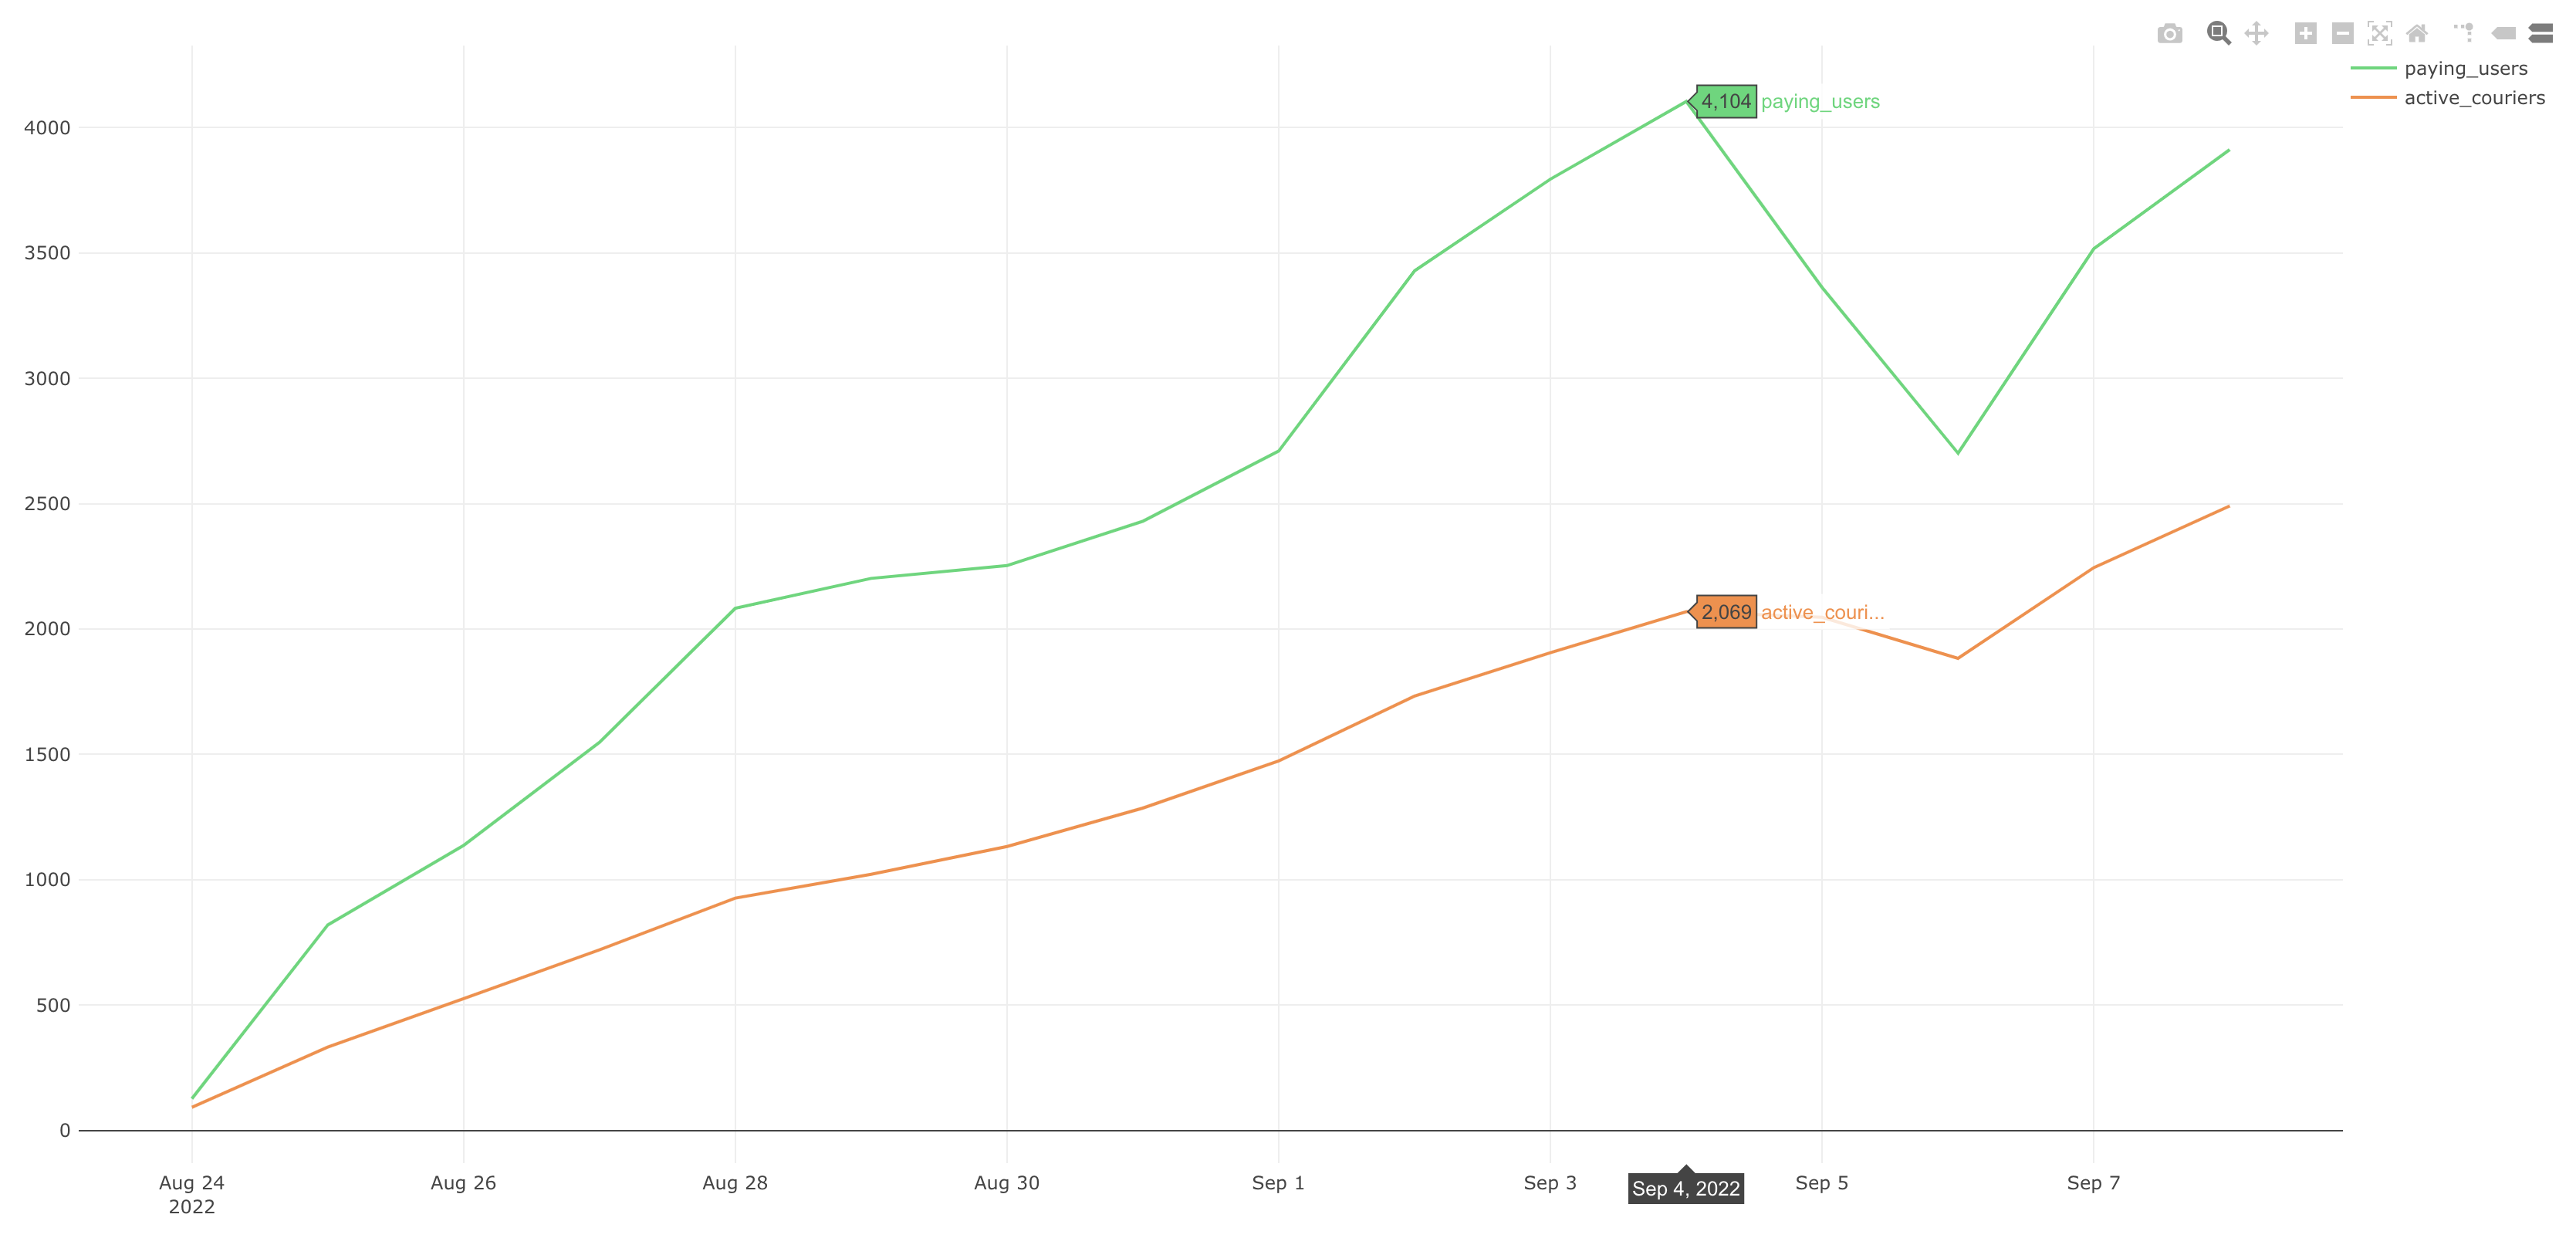 paying_users
active_couriers
4,104 paying_users
4000
3500
3000
2500
2,069 active_couri...
2000
1500
1000
500
0
Aug 24 Aug 26 Aug 28 Aug 30 Sep 1 Sep 3 Sep 4, 2022 Sep 5 Sep 7
2022